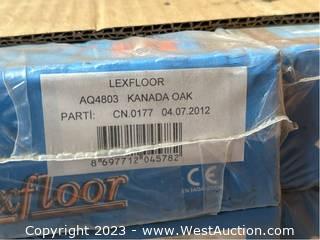 LEXFLOOR
AQ4803 KANADA OAK
PARTİ: CN.0177 04.07.2012
8 697712 045782
CE
exfloor
Copyright 2023 - www.WestAuction.com